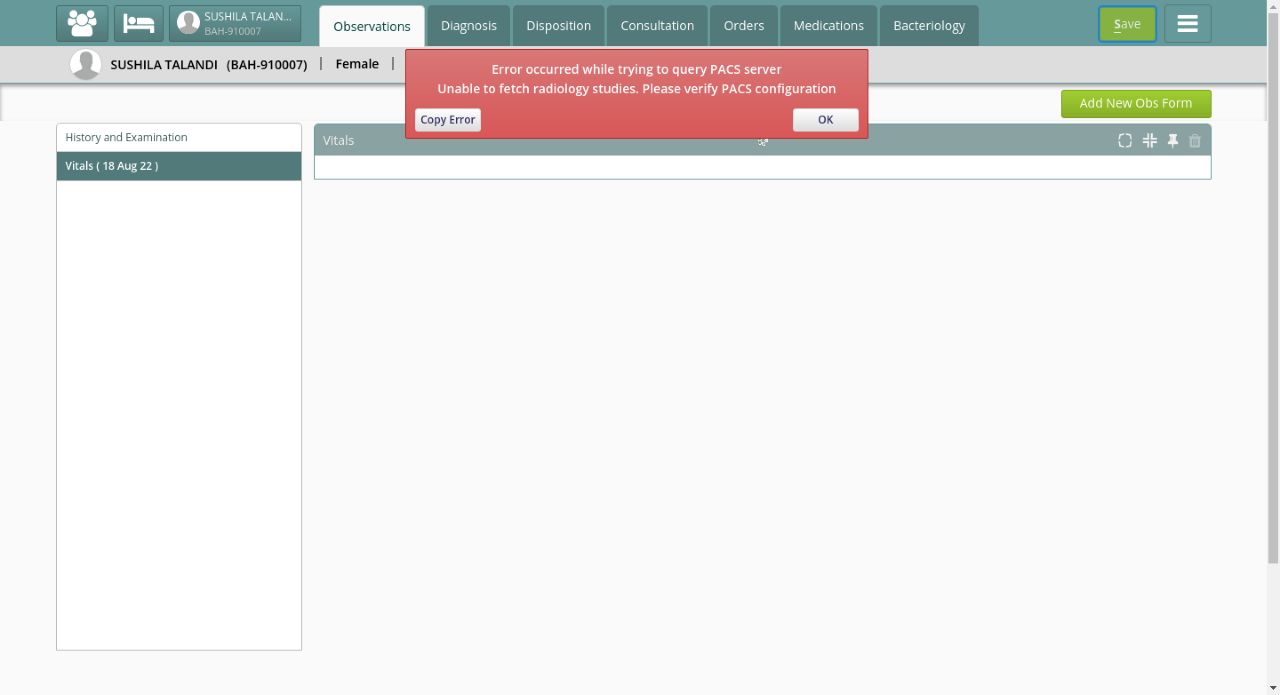 SUSHILA TALAN...
BAH-910007
Observations
Diagnosis
Disposition
Consultation
Orders
Medications
Bacteriology
Save
SUSHILA TALANDI (BAH-910007) | Female |
Error occurred while trying to query PACS server
Unable to fetch radiology studies. Please verify PACS configuration
Copy Error
OK
Add New Obs Form
History and Examination
Vitals ( 18 Aug 22 )
Vitals